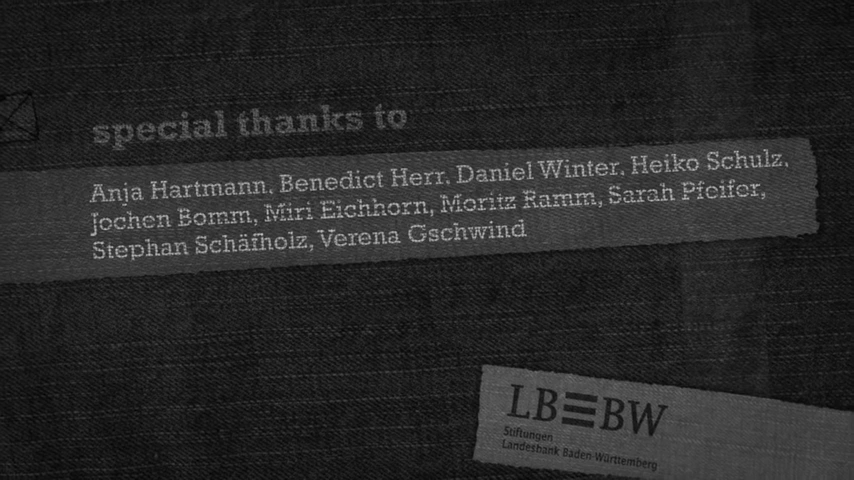 special thanks to
Anja Hartmann, Benedict Herr, Daniel Winter, Heiko Schulz,
Jochen Bomm, Miri Eichhorn, Moritz Ramm, Sarah Pfeifer,
Stephan Schäfholz, Verena Gschwind
LB≡BW
Stiftungen
Landesbank Baden-Württemberg